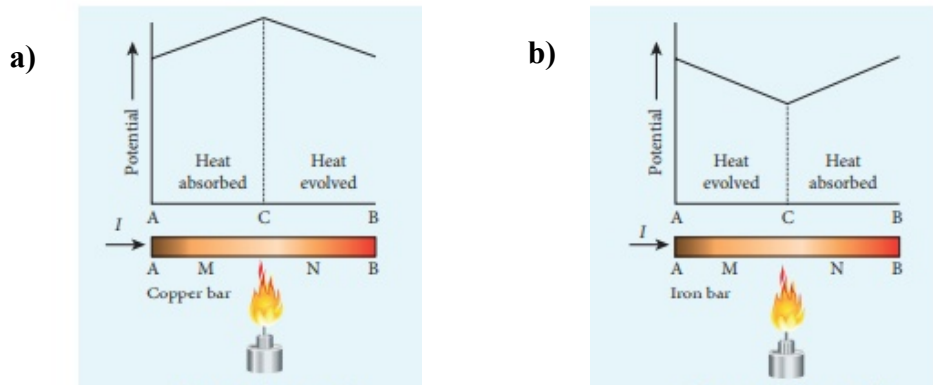 a)
Potential
Heat absorbed
Heat evolved
A C B
I
A M N B
Copper bar
b)
Potential
Heat evolved
Heat absorbed
A C B
I
A M N B
Iron bar